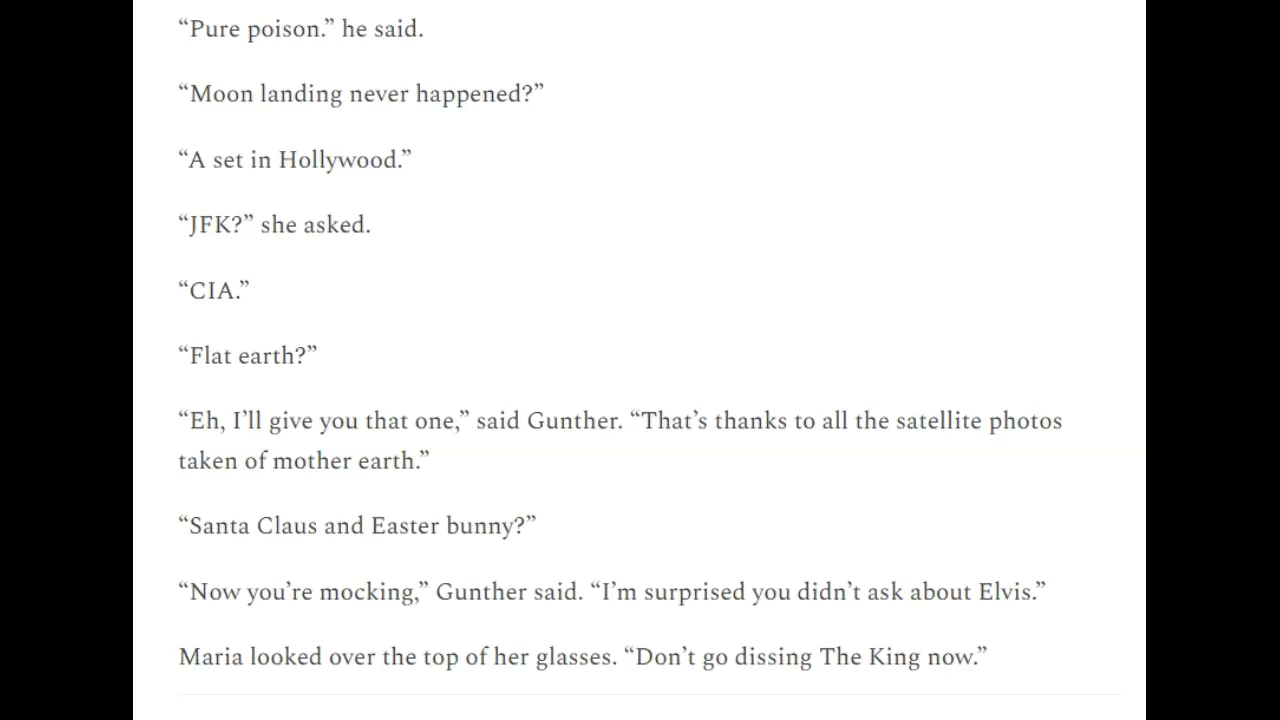 “Pure poison.” he said.
“Moon landing never happened?”
“A set in Hollywood.”
“JFK?” she asked.
“CIA.”
“Flat earth?”
“Eh, I’ll give you that one,” said Gunther. “That’s thanks to all the satellite photos
taken of mother earth.”
“Santa Claus and Easter bunny?”
“Now you’re mocking,” Gunther said. “I’m surprised you didn’t ask about Elvis.”
Maria looked over the top of her glasses. “Don’t go dissing The King now.”